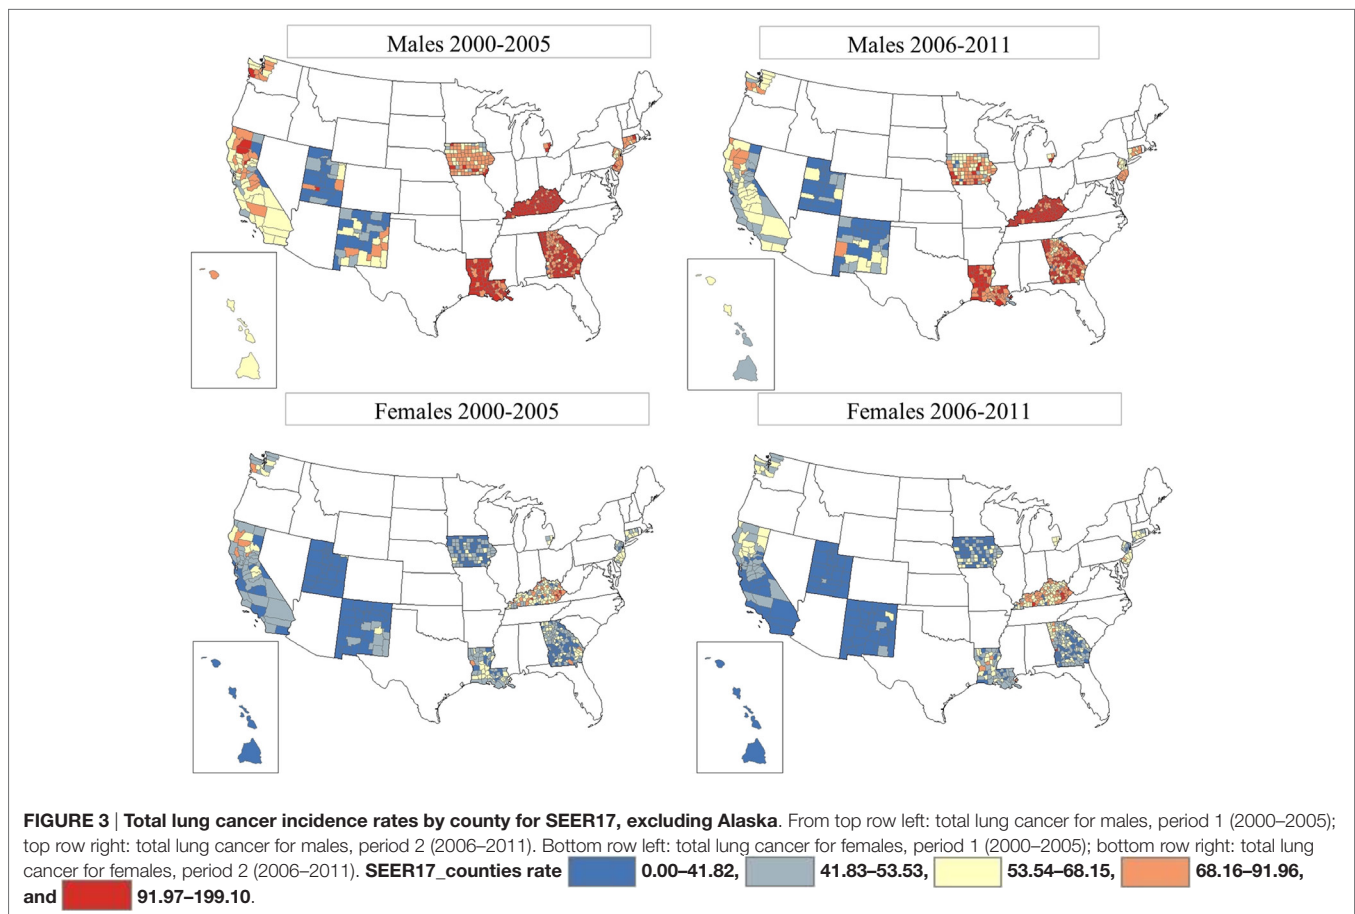 Males 2000-2005
Males 2006-2011
Females 2000-2005
Females 2006-2011
FIGURE 3 | Total lung cancer incidence rates by county for SEER17, excluding Alaska. From top row left: total lung cancer for males, period 1 (2000–2005);
top row right: total lung cancer for males, period 2 (2006–2011). Bottom row left: total lung cancer for females, period 1 (2000–2005); bottom row right: total lung
cancer for females, period 2 (2006–2011). SEER17_counties rate 0.00–41.82, 41.83–53.53, 53.54–68.15, 68.16–91.96,
and 91.97–199.10.